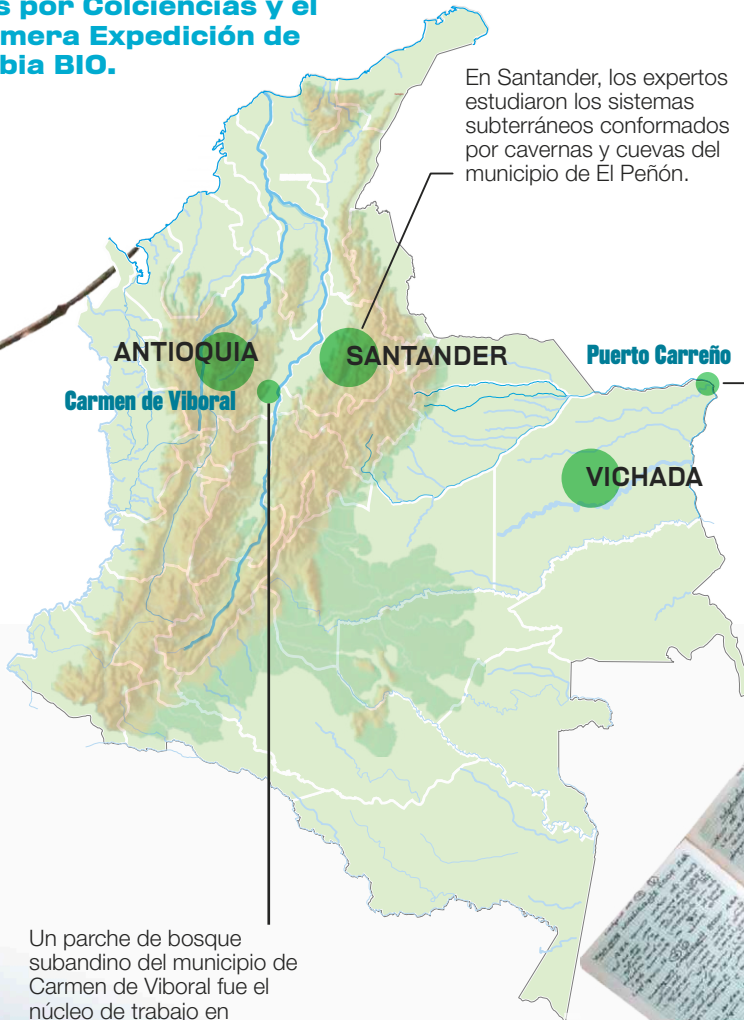 s por Colciencias y el
mera Expedición de
bia BIO.
En Santander, los expertos
estudiaron los sistemas
subterráneos conformados
por cavernas y cuevas del
municipio de El Peñón.
ANTIOQUIA
SANTANDER
Puerto Carreño
Carmen de Viboral
VICHADA
Un parche de bosque
subandino del municipio de
Carmen de Viboral fue el
núcleo de trabajo en